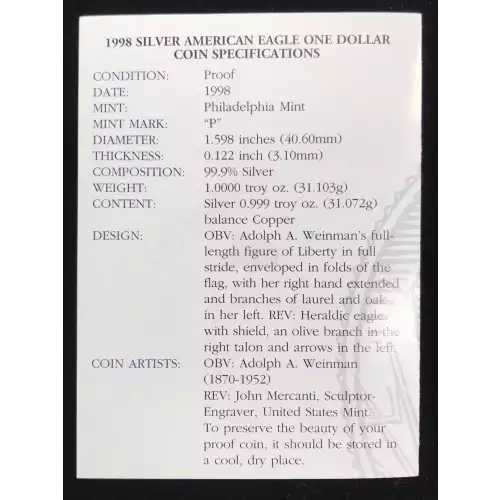 1998 SILVER AMERICAN EAGLE ONE DOLLAR
COIN SPECIFICATIONS
CONDITION: Proof
DATE: 1998
MINT: Philadelphia Mint
MINT MARK: “P”
DIAMETER: 1.598 inches (40.60mm)
THICKNESS: 0.122 inch (3.10mm)
COMPOSITION: 99.9% Silver
WEIGHT: 1.0000 troy oz. (31.103g)
CONTENT: Silver 0.999 troy oz. (31.072g)
balance Copper
DESIGN: OBV: Adolph A. Weinman’s full-
length figure of Liberty in full
stride, enveloped in folds of the
flag, with her right hand extended
and branches of laurel and oak
in her left. REV: Heraldic eagle
with shield, an olive branch in the
right talon and arrows in the left.
COIN ARTISTS: OBV: Adolph A. Weinman
(1870-1952)
REV: John Mercanti, Sculptor-
Engraver, United States Mint.
To preserve the beauty of your
proof coin, it should be stored in
a cool, dry place.